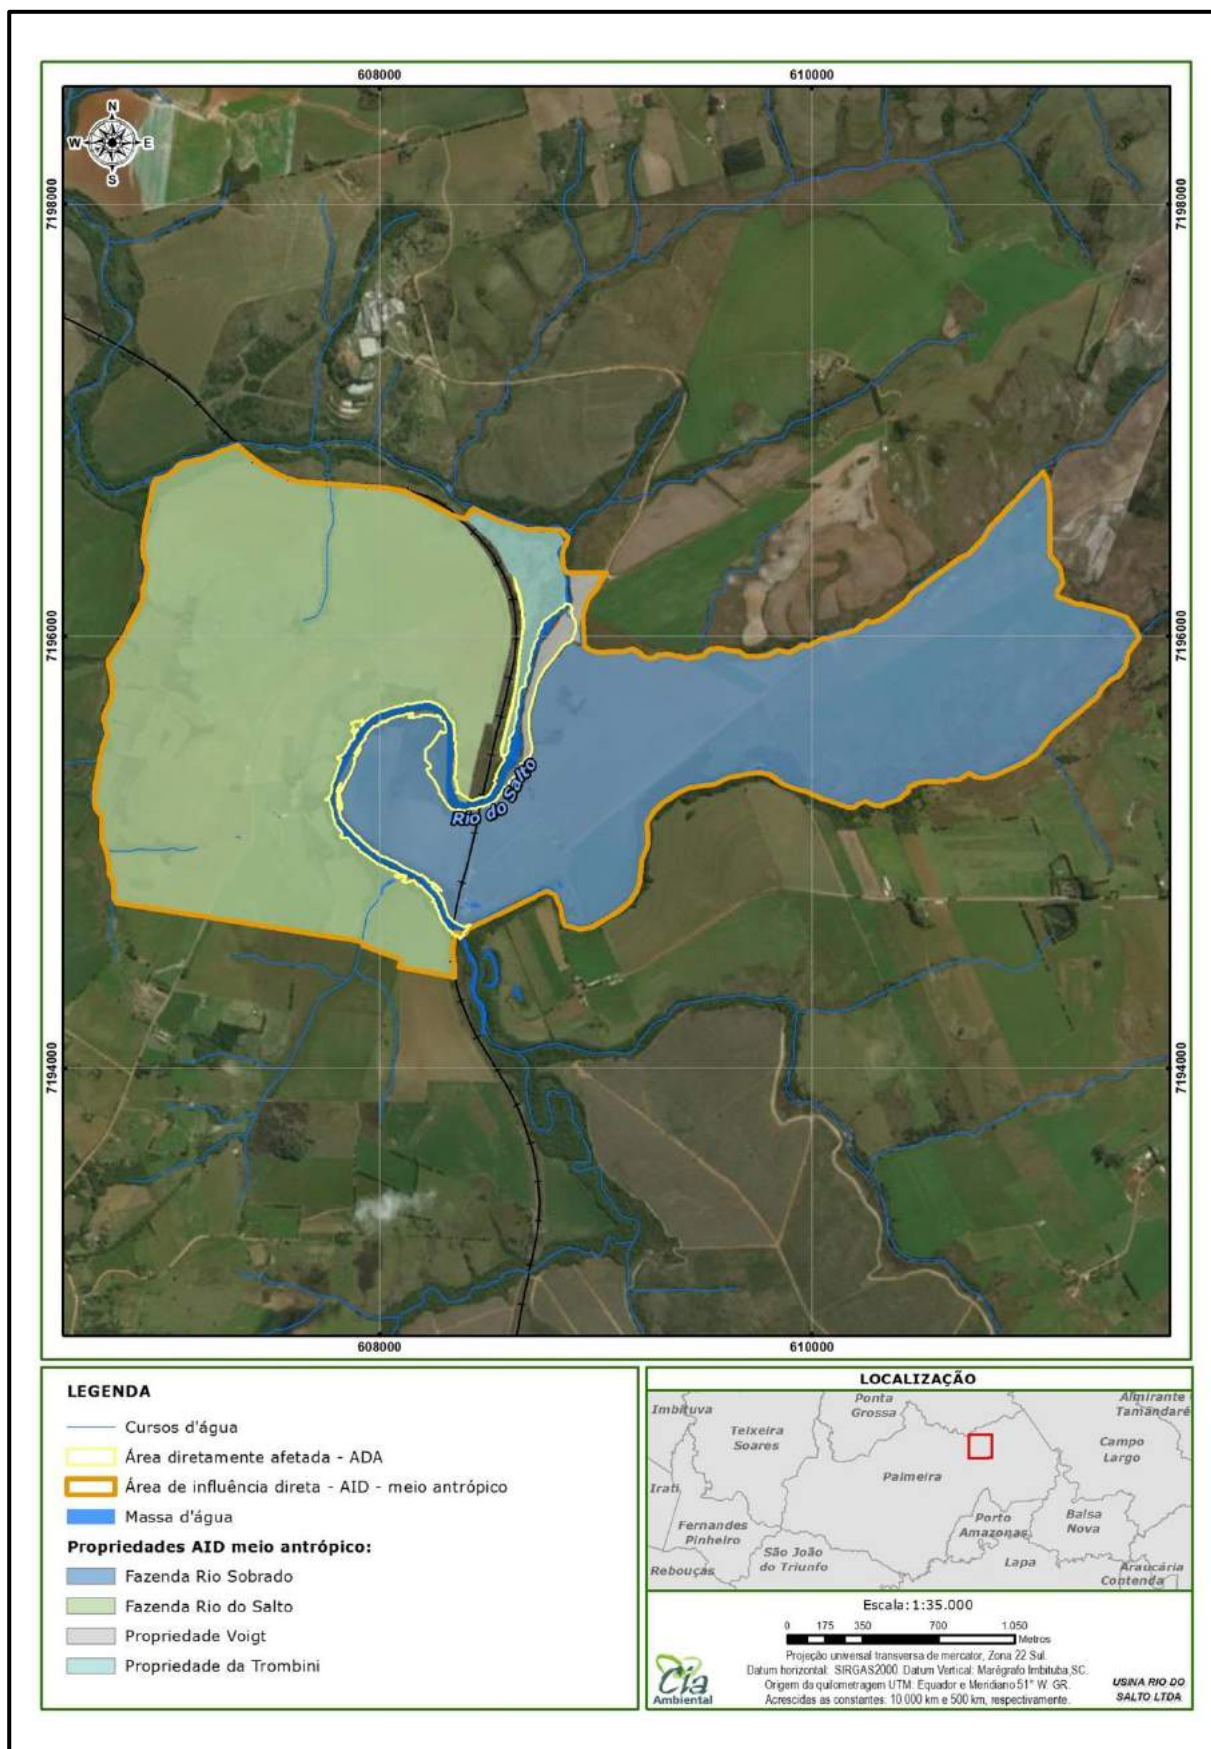 608000
610000
N
W
E
S
7198000
7198000
7196000
7196000
Rio do Salto
7194000
7194000
608000
610000
LEGENDA
Cursos d'água
Área diretamente afetada - ADA
Área de influência direta - AID - meio antrópico
Massa d'água
Propriedades AID meio antrópico:
Fazenda Rio Sobrado
Fazenda Rio do Salto
Propriedade Voigt
Propriedade da Trombini
LOCALIZAÇÃO
Imbituva
Ponta
Grossa
Almirante
Tamandaré
Teixeira
Soares
Campo
Largo
Palmeira
Irati
Fernandes
Pinheiro
Porto
Amazonas
Balsa
Nova
São João
do Triunfo
Rebouças
Lapa
Araucária
Contenda
Escala: 1:35.000
0 175 350 700 1.050
Metros
Projeção universal transversa de mercator, Zona 22 Sul.
Datum horizontal: SIRGAS2000. Datum Vertical: Marégrafo Imbituba,SC.
Origem da quilometragem UTM: Equador e Meridiano 51° W. GR.
Acrescidas as constantes: 10.000 km e 500 km, respectivamente.
Cia
Ambiental
USINA RIO DO
SALTO LTDA